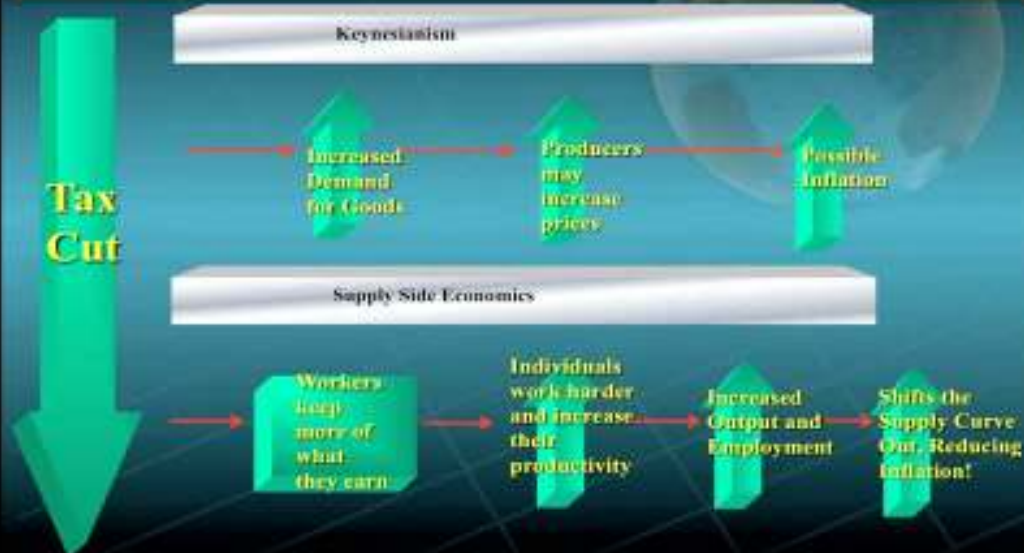 Keynesianism
Tax
Cut
Increased
Demand
for Goods
Producers
may
increase
prices
Possible
Inflation
Supply Side Economics
Workers
keep
more of
what
they earn
Individuals
work harder
and increase
their
productivity
Increased
Output and
Employment
Shifts the
Supply Curve
Out, Reducing
Inflation!